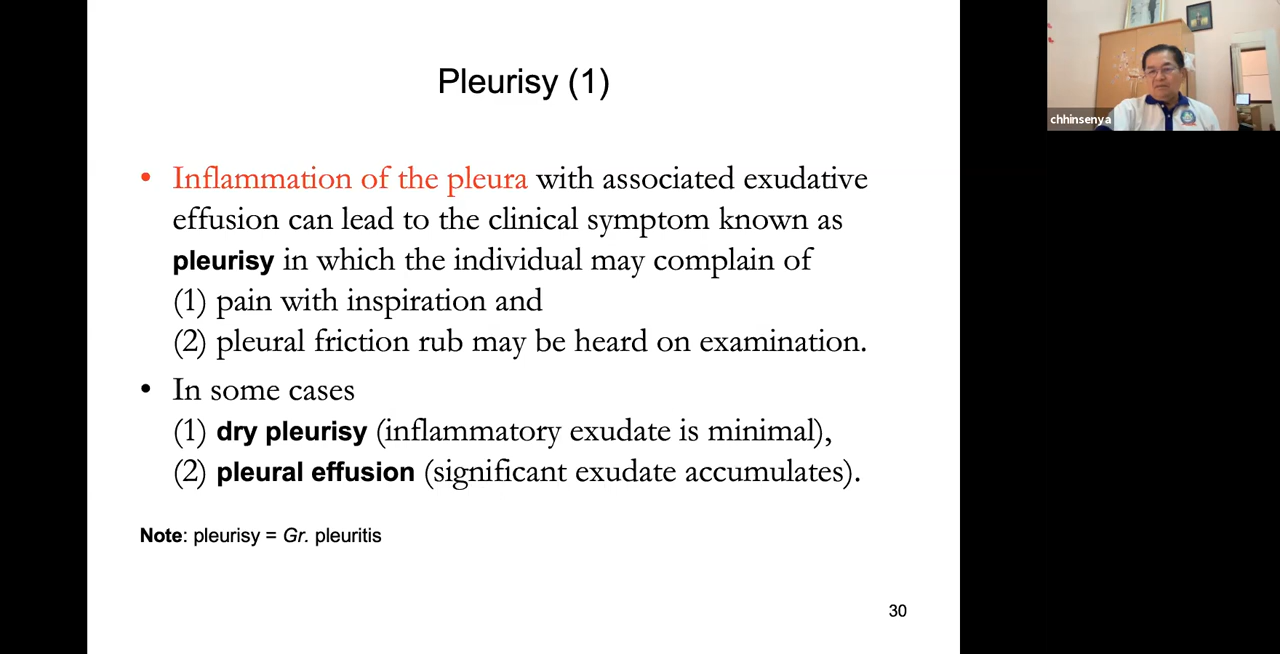 Pleurisy (1)
• Inflammation of the pleura with associated exudative
effusion can lead to the clinical symptom known as
pleurisy in which the individual may complain of
(1) pain with inspiration and
(2) pleural friction rub may be heard on examination.
• In some cases
(1) dry pleurisy (inflammatory exudate is minimal),
(2) pleural effusion (significant exudate accumulates).
Note: pleurisy = Gr. pleuritis
30
chhinsenya